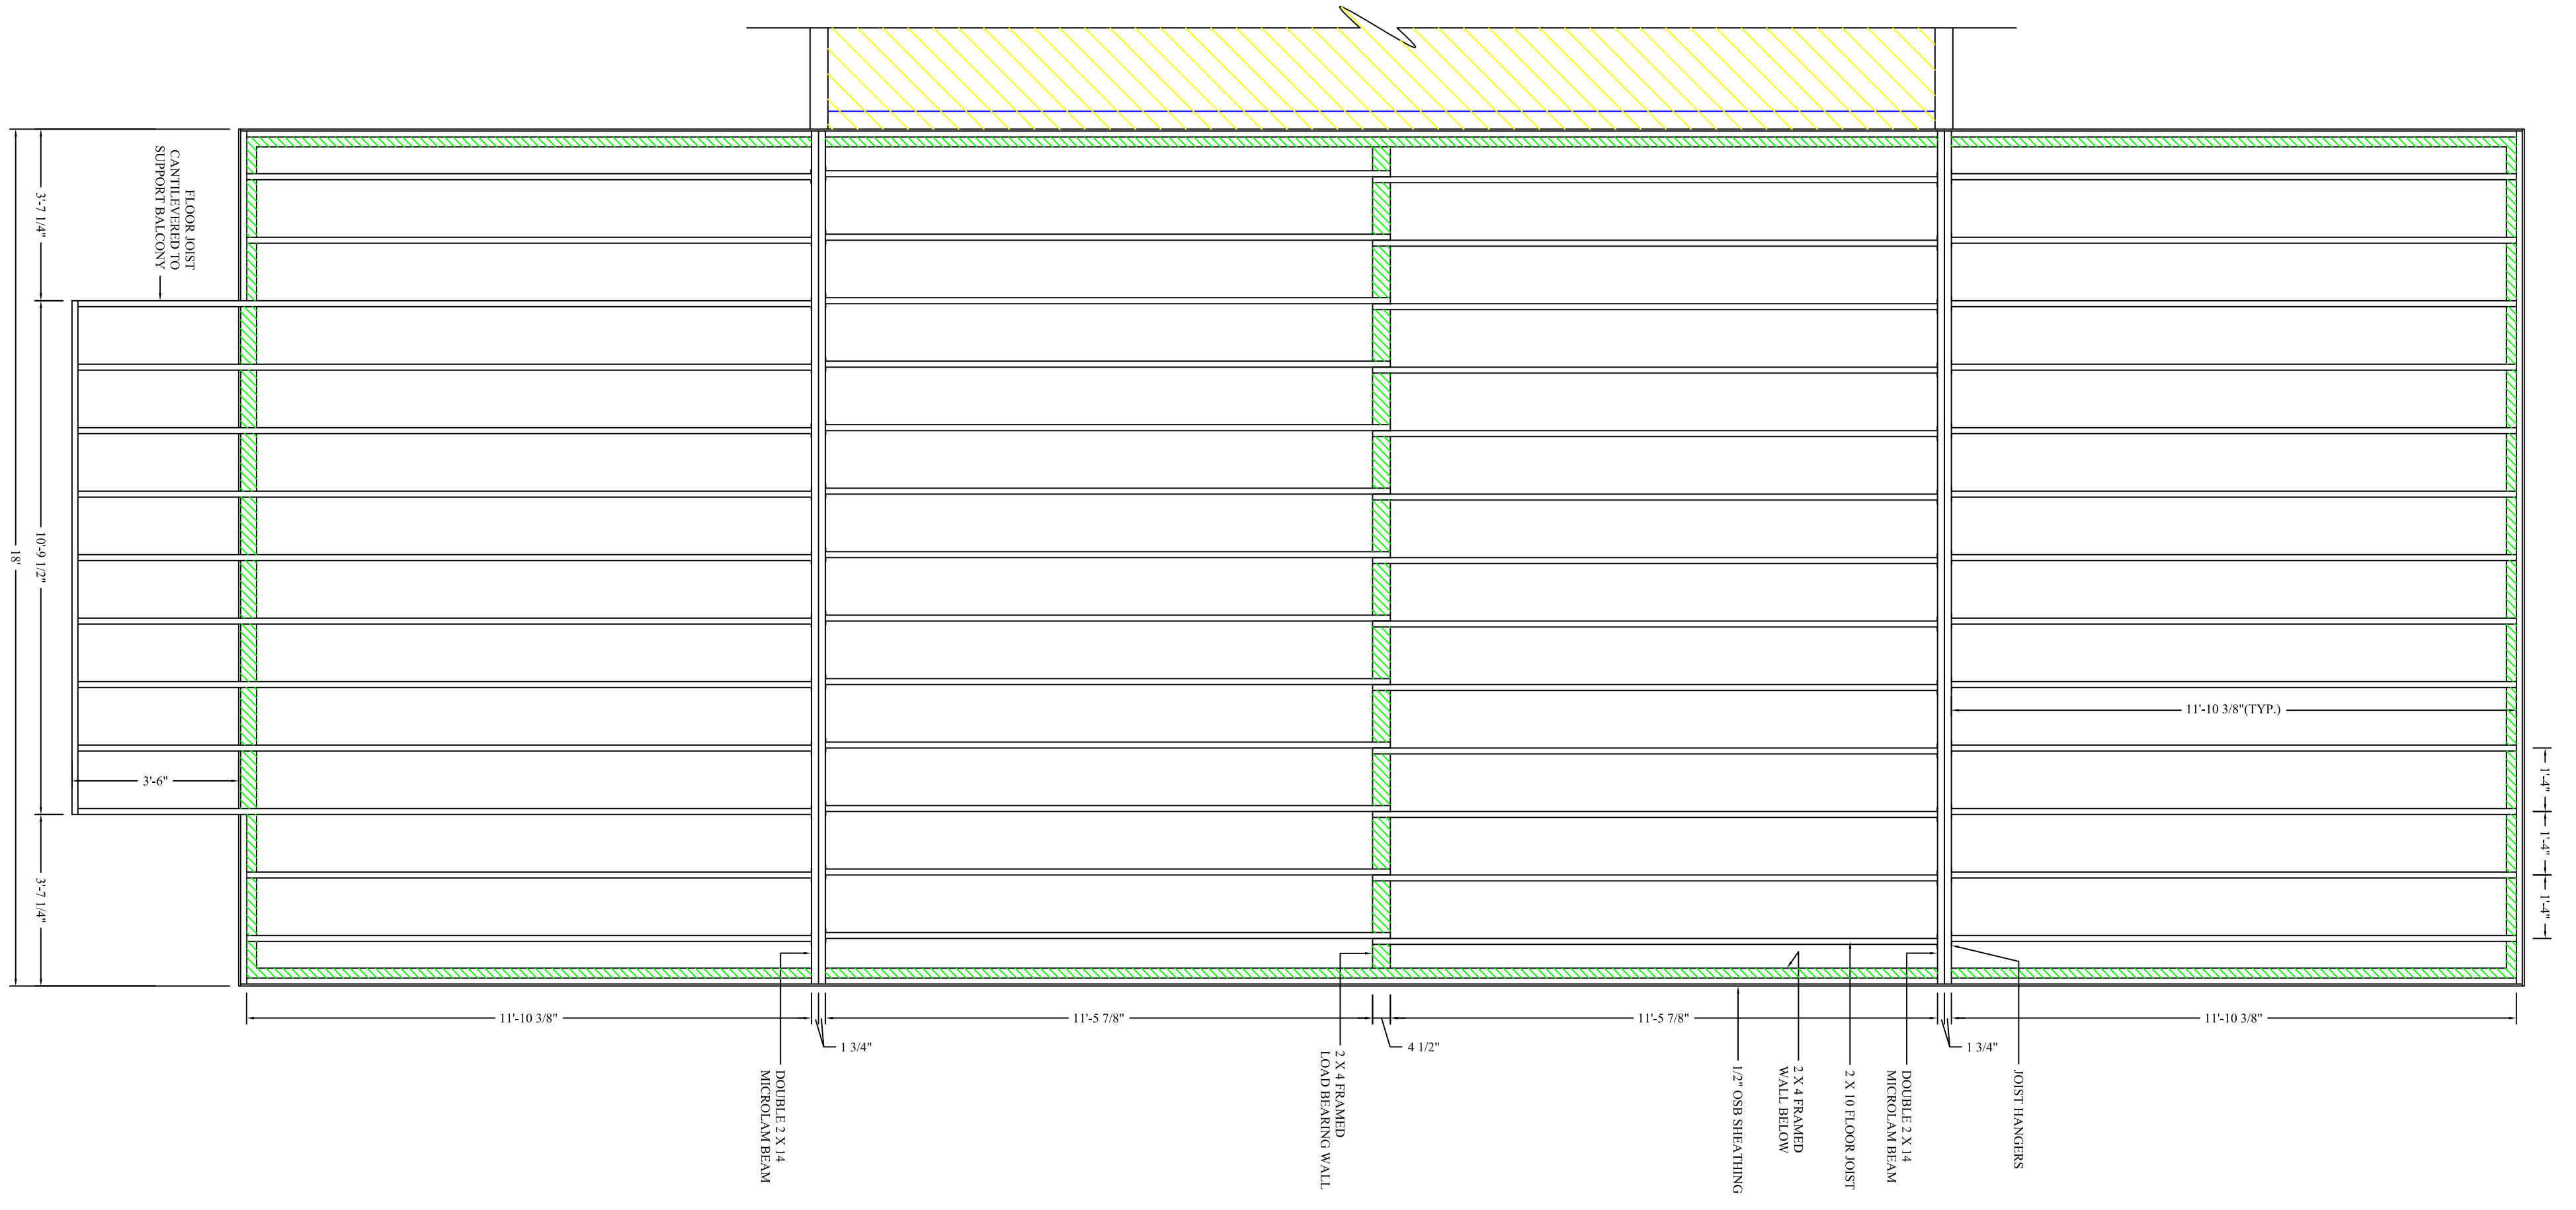 FLOOR JOIST
CANTILEVERED TO
SUPPORT BALCONY
3'-7 1/4"
10'-9 1/2"
18'
3'-7 1/4"
3'-6"
11'-10 3/8"(TYP.)
1'-4"
1'-4"
1'-4"
11'-10 3/8"
11'-5 7/8"
11'-5 7/8"
11'-10 3/8"
1 3/4"
4 1/2"
1 3/4"
DOUBLE 2 X 14
MICROLAM BEAM
2 X 4 FRAMED
LOAD BEARING WALL
1/2" OSB SHEATHING
2 X 4 FRAMED
WALL BELOW
2 X 10 FLOOR JOIST
DOUBLE 2 X 14
MICROLAM BEAM
JOIST HANGERS